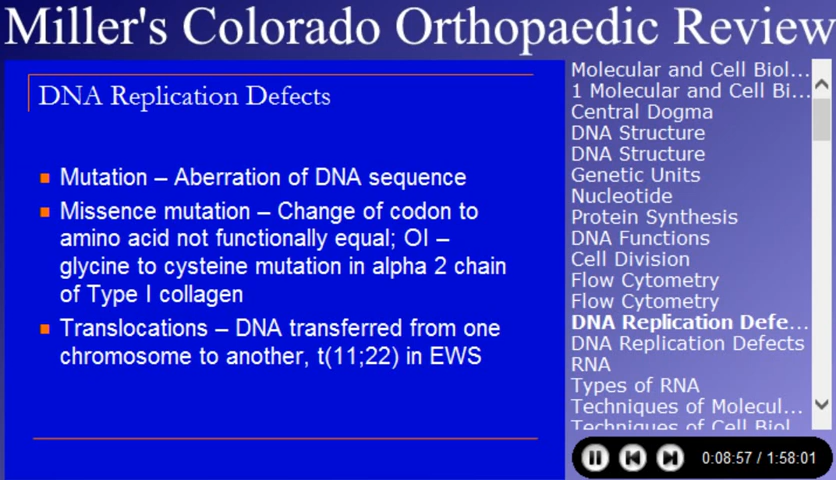 Miller's Colorado Orthopaedic Review
DNA Replication Defects
Mutation – Aberration of DNA sequence
Missence mutation – Change of codon to
amino acid not functionally equal; OI –
glycine to cysteine mutation in alpha 2 chain
of Type I collagen
Translocations – DNA transferred from one
chromosome to another, t(11;22) in EWS
Molecular and Cell Biol...
1 Molecular and Cell Bi...
Central Dogma
DNA Structure
DNA Structure
Genetic Units
Nucleotide
Protein Synthesis
DNA Functions
Cell Division
Flow Cytometry
Flow Cytometry
DNA Replication Defe...
DNA Replication Defects
RNA
Types of RNA
Techniques of Molecul...
Techniques of Cell Biol...
0:08:57 / 1:58:01